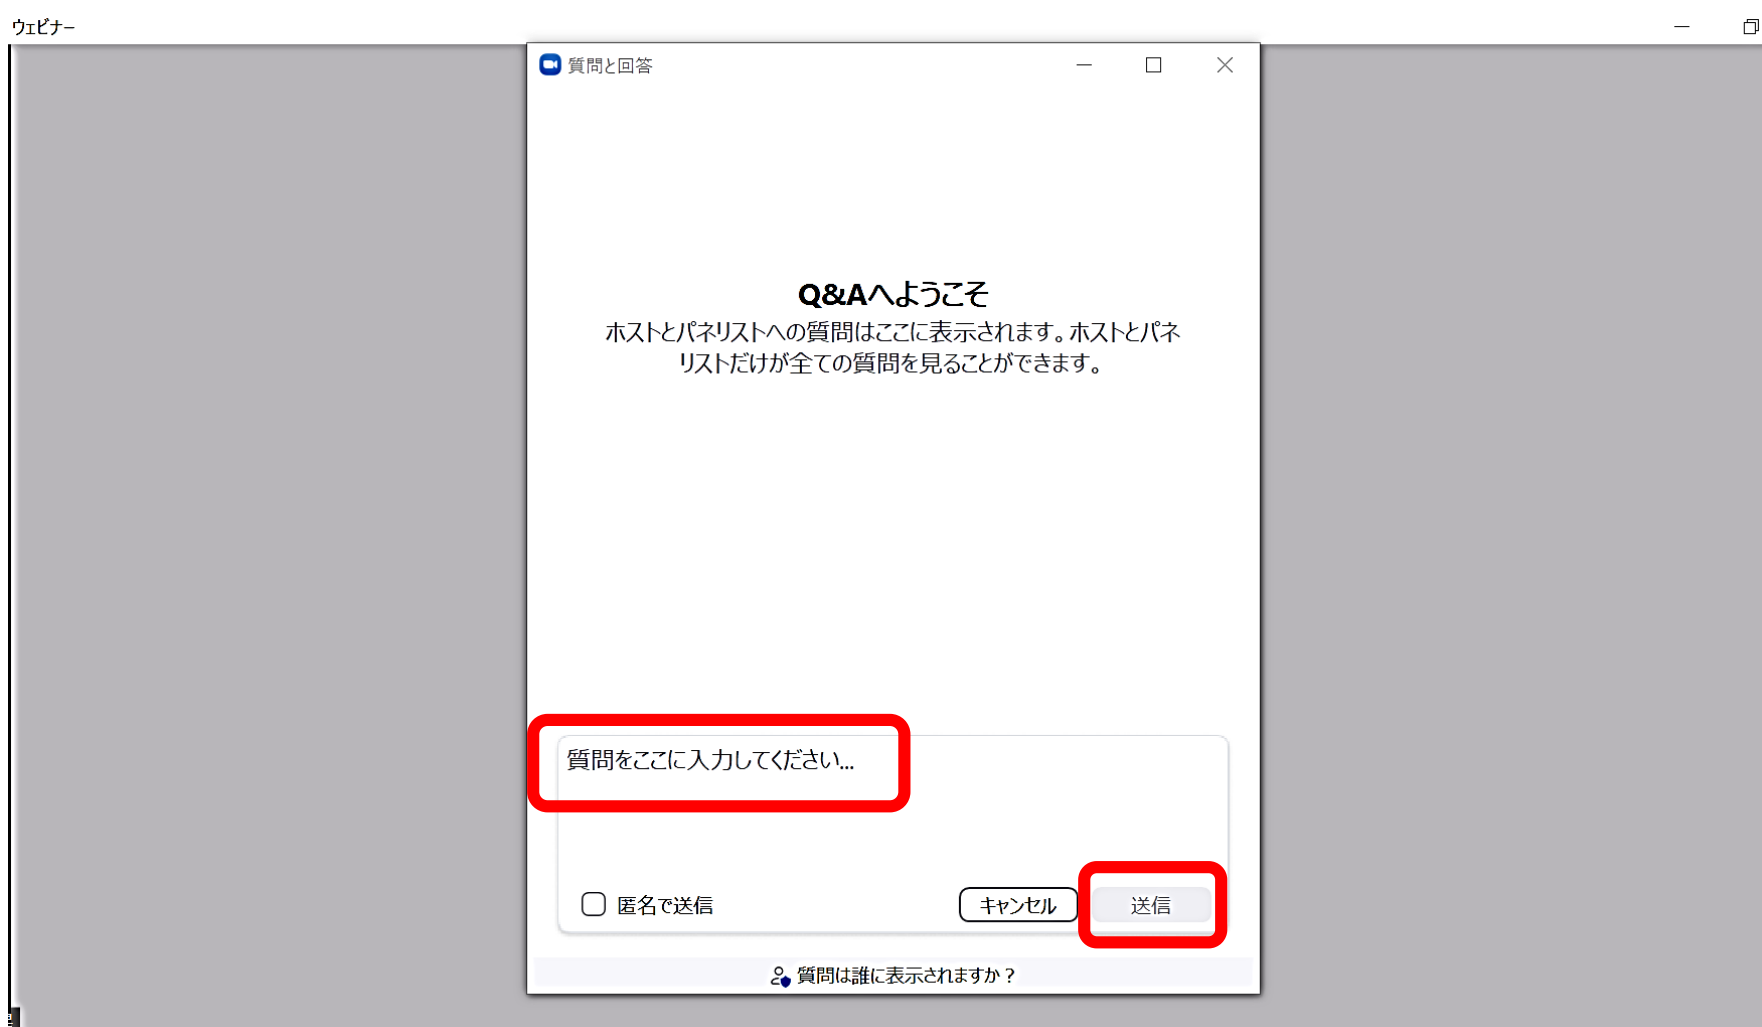 ウェビナー
質問と回答
Q&Aへようこそ
ホストとパネリストへの質問はここに表示されます。ホストとパネ
リストだけが全ての質問を見ることができます。
質問をここに入力してください...
匿名で送信
キャンセル
送信
質問は誰に表示されますか？